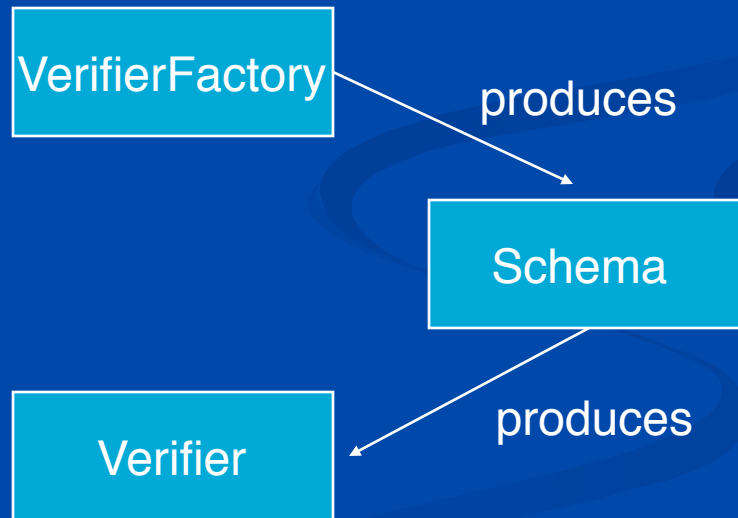 VerifierFactory
produces
Schema
produces
Verifier